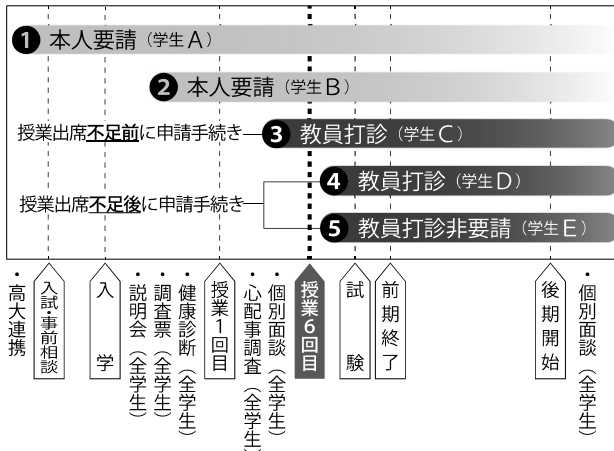 ❶ 本人要請（学生A）
❷ 本人要請（学生B）
授業出席不足前に申請手続き
❸ 教員打診（学生C）
❹ 教員打診（学生D）
授業出席不足後に申請手続き
❺ 教員打診非要請（学生E）
・高大連携
入試・事前相談
入学
・説明会（全学生）
・調査票（全学生）
・健康診断（全学生）
授業1回目
・心配事調査（全学生）
・個別面談（全学生）
授業6回目
試験
前期終了
後期開始
・個別面談（全学生）